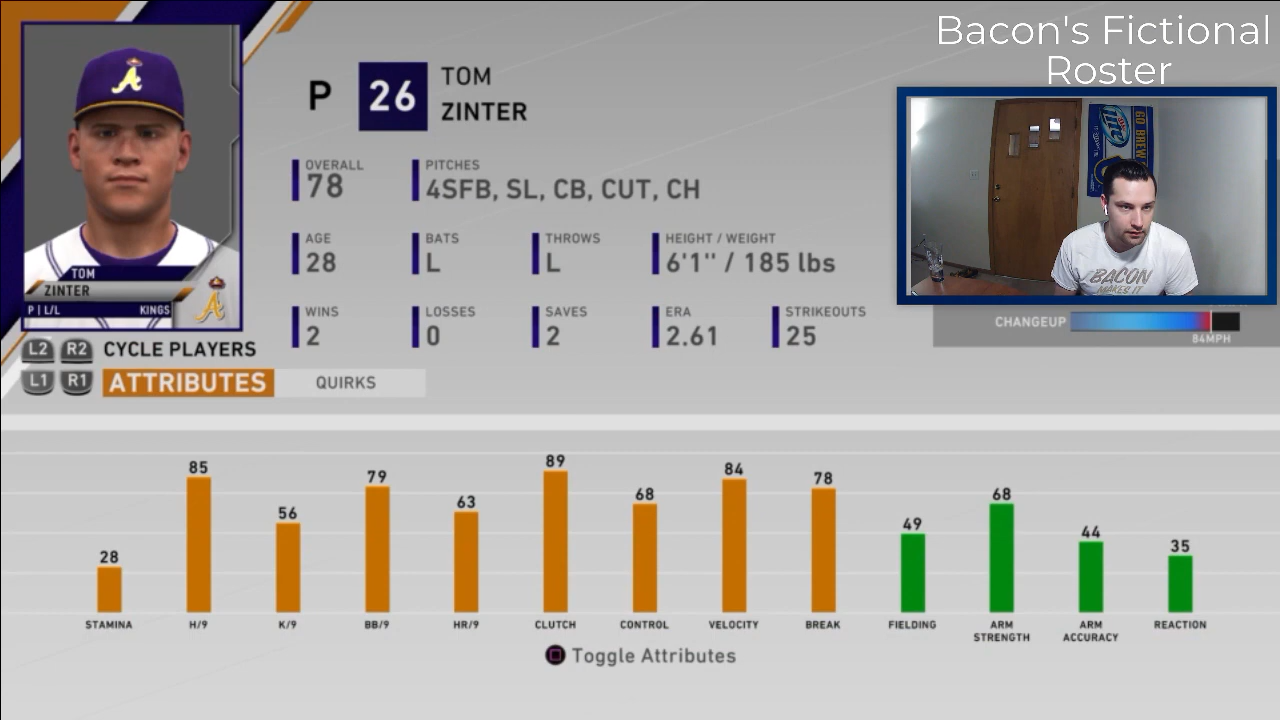 Bacon's Fictional
Roster
P 26 TOM
ZINTER
OVERALL
78
PITCHES
4SFB, SL, CB, CUT, CH
AGE
28
BATS
L
THROWS
L
HEIGHT / WEIGHT
6'1" / 185 lbs
WINS
2
LOSSES
0
SAVES
2
ERA
2.61
STRIKEOUTS
25
A
TOM
ZINTER
P | L/L KINGS
A
GO BREW
BACON
MAKES IT
CHANGEUP
84MPH
L2 R2 CYCLE PLAYERS
L1 R1 ATTRIBUTES QUIRKS
28 85 56 79 63 89 68 84 78 49 68 44 35
STAMINA H/9 K/9 BB/9 HR/9 CLUTCH CONTROL VELOCITY BREAK FIELDING ARM STRENGTH ARM ACCURACY REACTION
Toggle Attributes